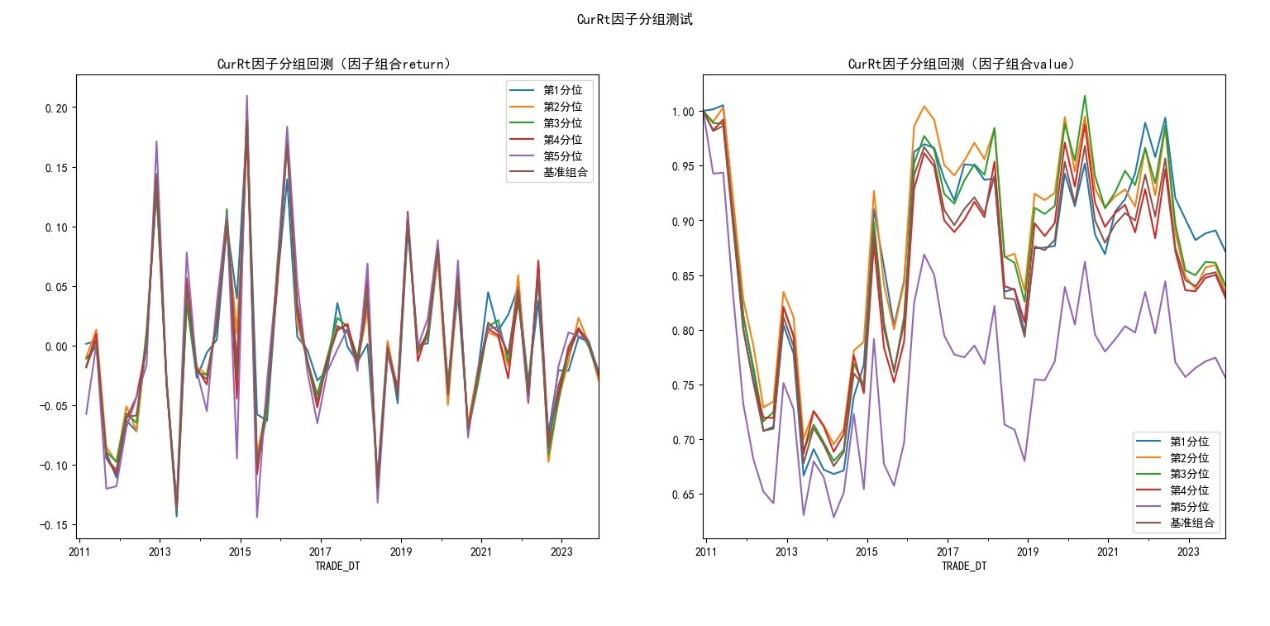 CurRt因子分组测试
CurRt因子分组回测（因子组合return）
第1分位
第2分位
第3分位
第4分位
第5分位
基准组合
0.20
0.15
0.10
0.05
0.00
−0.05
−0.10
−0.15
2011 2013 2015 2017 2019 2021 2023
TRADE_DT
CurRt因子分组回测（因子组合value）
1.00
0.95
0.90
0.85
0.80
0.75
0.70
0.65
第1分位
第2分位
第3分位
第4分位
第5分位
基准组合
2011 2013 2015 2017 2019 2021 2023
TRADE_DT